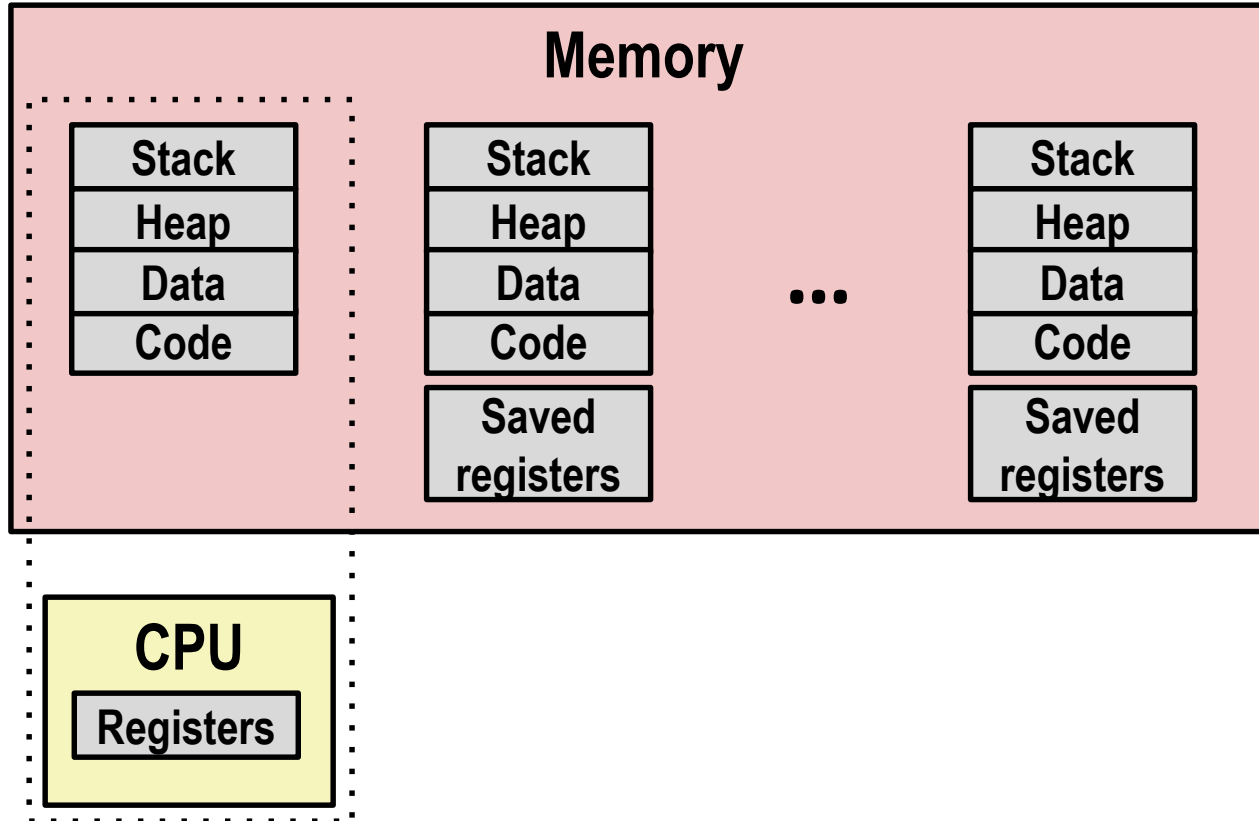 Memory
Stack
Heap
Data
Code
Stack
Heap
Data
Code
Saved
registers
...
Stack
Heap
Data
Code
Saved
registers
CPU
Registers